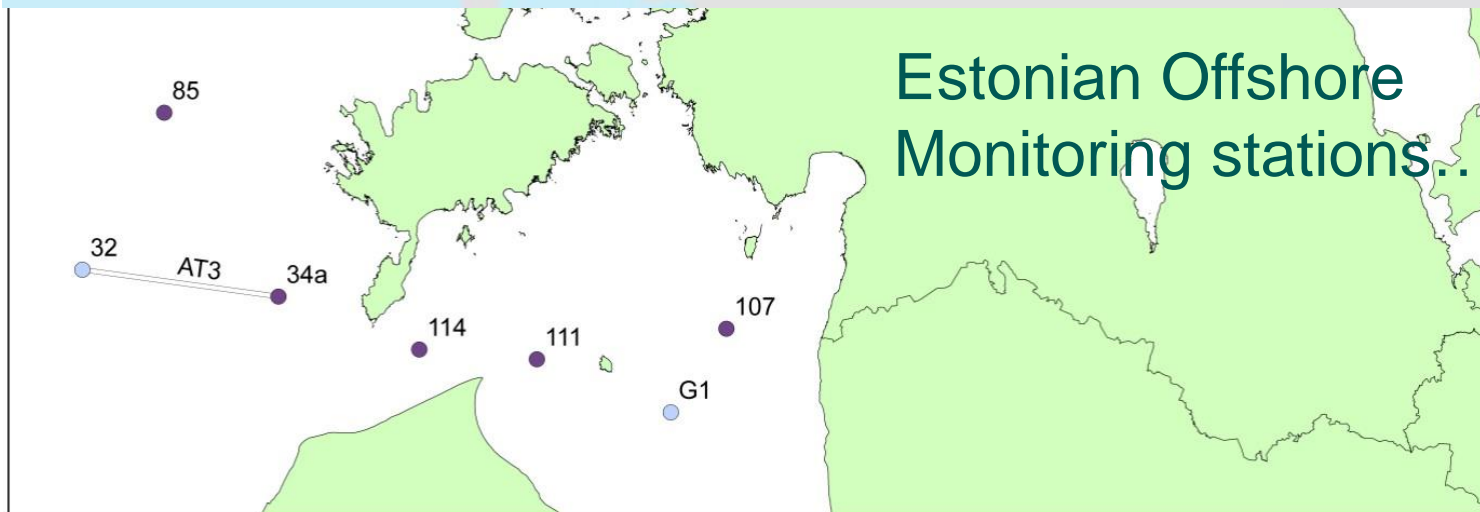 Estonian Offshore
Monitoring stations..
85
32
AT3
34a
114
111
107
G1